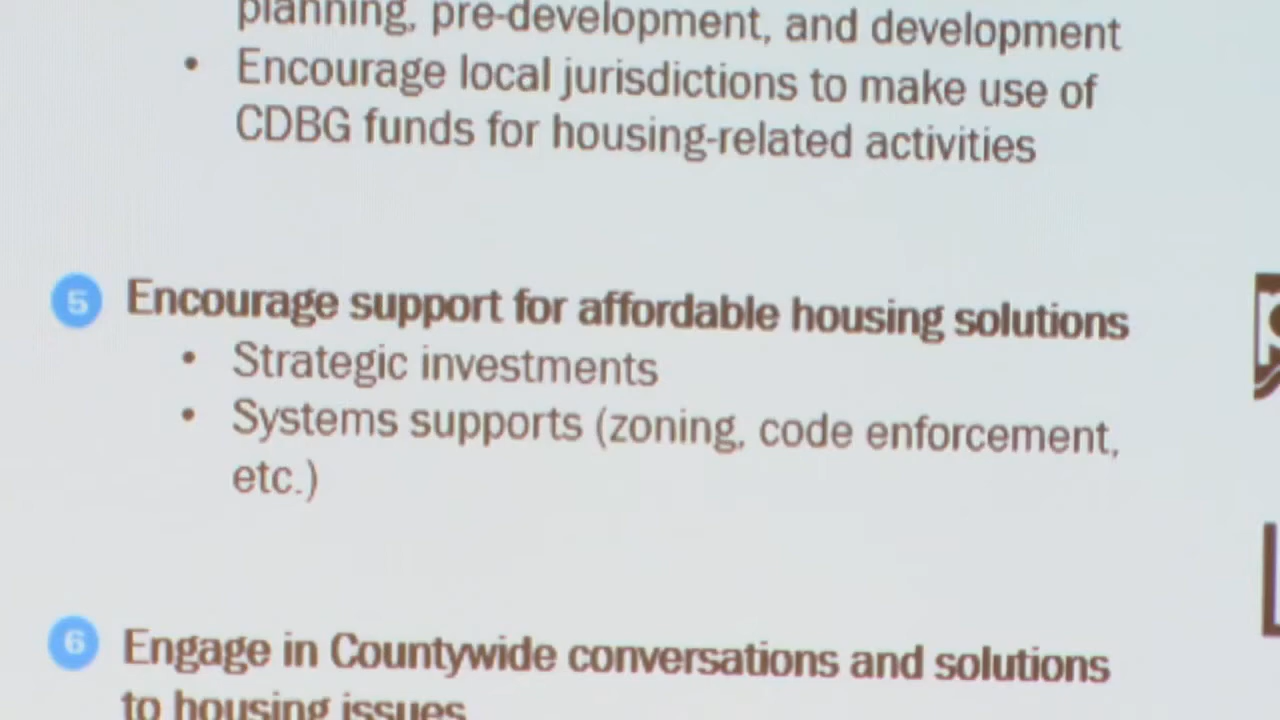 planning, pre-development, and development
• Encourage local jurisdictions to make use of
CDBG funds for housing-related activities
5 Encourage support for affordable housing solutions
• Strategic investments
• Systems supports (zoning, code enforcement,
etc.)
6 Engage in Countywide conversations and solutions
to housing issues